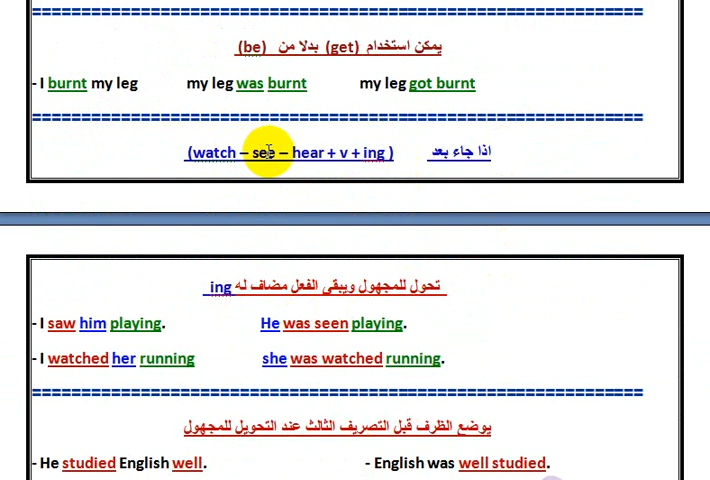 يمكن استخدام (get) بدلا من (be)
- I burnt my leg my leg was burnt my leg got burnt
اذا جاء بعد (watch – see – hear + v + ing )
تحول للمجهول ويبقى الفعل مضاف له ing
- I saw him playing. He was seen playing.
- I watched her running she was watched running.
يوضع الظرف قبل التصريف الثالث عند التحويل للمجهول
- He studied English well. - English was well studied.